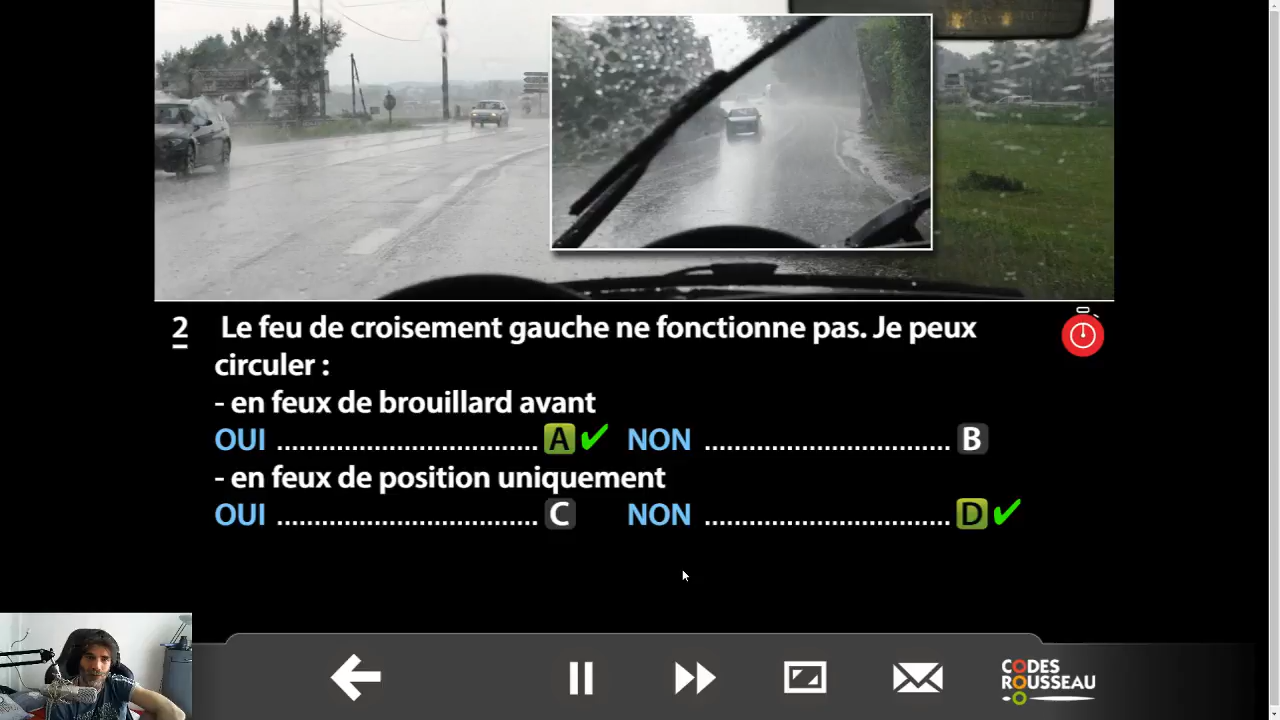 2 Le feu de croisement gauche ne fonctionne pas. Je peux
circuler :
- en feux de brouillard avant
OUI .................................. A ✔ NON ................................ B
- en feux de position uniquement
OUI .................................. C NON ................................ D ✔
CODES
ROUSSEAU